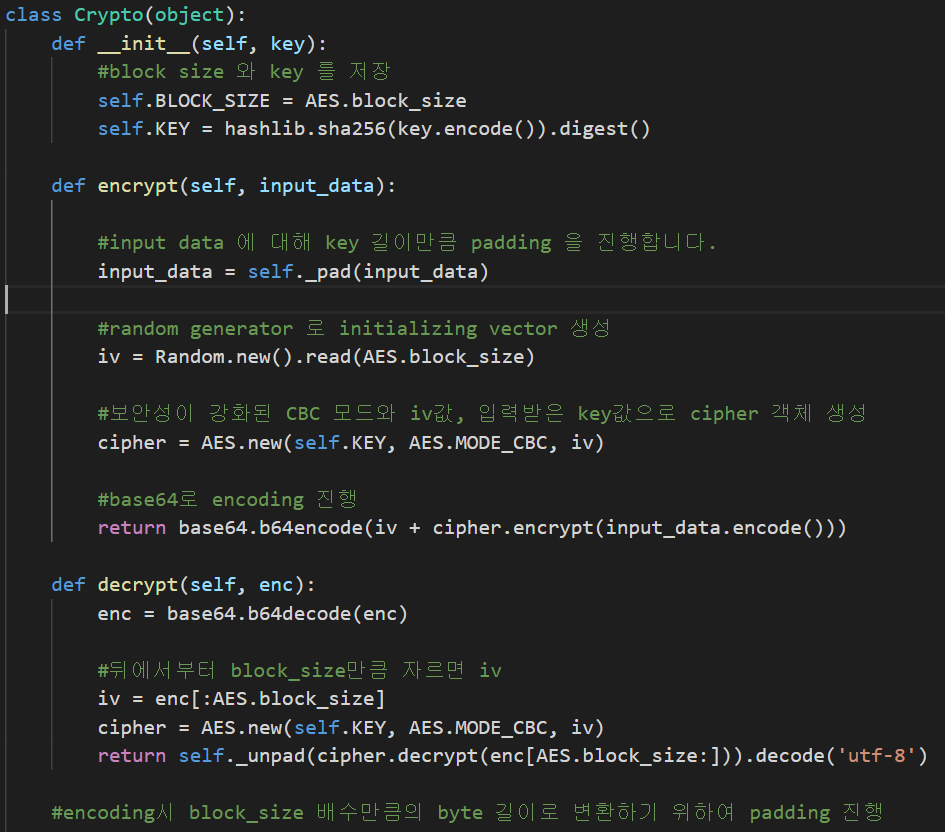 class Crypto(object):
def __init__(self, key):
#block size 와 key 를 저장
self.BLOCK_SIZE = AES.block_size
self.KEY = hashlib.sha256(key.encode()).digest()
def encrypt(self, input_data):
#input data 에 대해 key 길이만큼 padding 을 진행합니다.
input_data = self._pad(input_data)
#random generator 로 initializing vector 생성
iv = Random.new().read(AES.block_size)
#보안성이 강화된 CBC 모드와 iv값, 입력받은 key값으로 cipher 객체 생성
cipher = AES.new(self.KEY, AES.MODE_CBC, iv)
#base64로 encoding 진행
return base64.b64encode(iv + cipher.encrypt(input_data.encode()))
def decrypt(self, enc):
enc = base64.b64decode(enc)
#뒤에서부터 block_size만큼 자르면 iv
iv = enc[:AES.block_size]
cipher = AES.new(self.KEY, AES.MODE_CBC, iv)
return self._unpad(cipher.decrypt(enc[AES.block_size:])).decode('utf-8')
#encoding시 block_size 배수만큼의 byte 길이로 변환하기 위하여 padding 진행